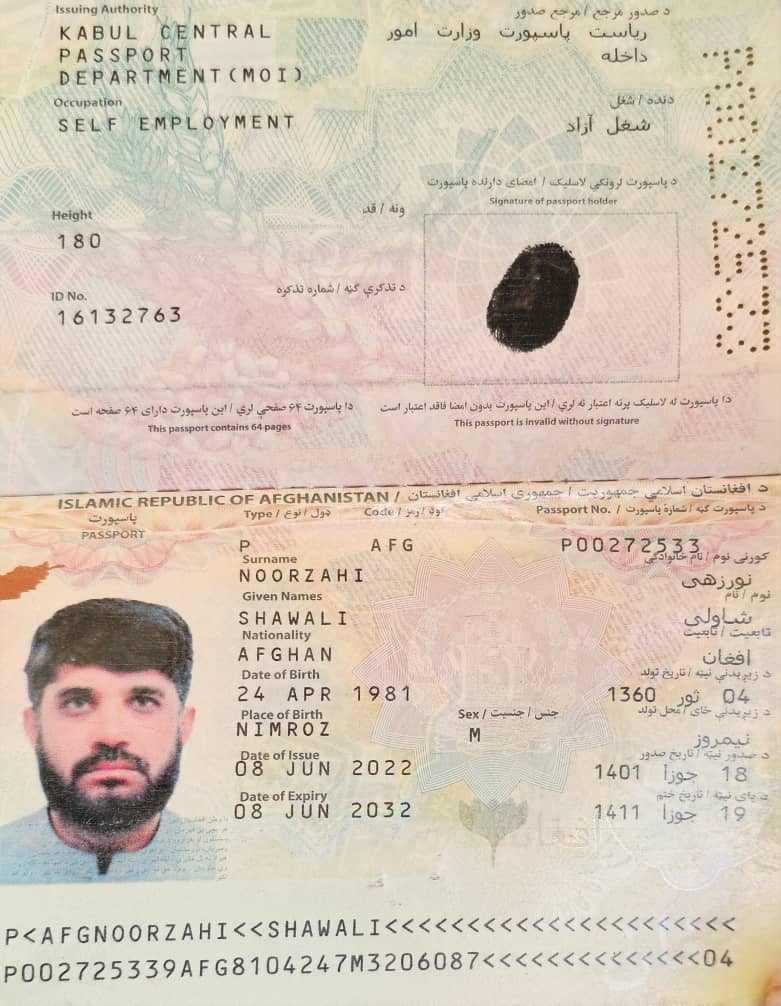 Issuing Authority د صدور مرجع / مرجع صدور
KABUL CENTRAL ریاست پاسپورت وزارت امور
PASSPORT داخله
DEPARTMENT(MOI)
Occupation دنده / شغل
SELF EMPLOYMENT شغل آزاد
د پاسپورت لرونکي لاسلیک / امضای دارنده پاسپورت
Signature of passport holder
Height ونه / قد
180
ID No. د تذکرې ګڼه / شماره تذکره
16132763
دا پاسپورت ۶۴ صفحې لري / این پاسپورت دارای ۶۴ صفحه است
This passport contains 64 pages
دا پاسپورت له لاسلیک پرته اعتبار نه لري / این پاسپورت بدون امضا فاقد اعتبار است
This passport is invalid without signature
ISLAMIC REPUBLIC OF AFGHANISTAN / د افغانستان اسلامي جمهوریت / جمهوری اسلامی افغانستان
پاسپورت
PASSPORT
Type / ډول / نوع Code / کوډ / رمز Passport No. / د پاسپورت ګڼه / شمارۀ پاسپورت
P AFG P00272533
Surname کورنی نوم / نام خانوادگی
NOORZAHI نورزهی
Given Names نوم / نام
SHAWALI شاولی
Nationality تابعیت / تابعیت
AFGHAN افغان
Date of Birth د زیږیدنې نیټه / تاریخ تولد
24 APR 1981 04 ثور 1360
Place of Birth د زیږیدنې ځای / محل تولد
Sex / جنس / جنسیت
NIMROZ M نیمروز
Date of Issue د صدور نیټه / تاریخ صدور
08 JUN 2022 18 جوزا 1401
Date of Expiry د پای نیټه / تاریخ ختم
08 JUN 2032 19 جوزا 1411
P<AFGNOORZAHI<<SHAWALI<<<<<<<<<<<<<<<<<<<<<<
P002725339AFG8104247M3206087<<<<<<<<<<<<<<04